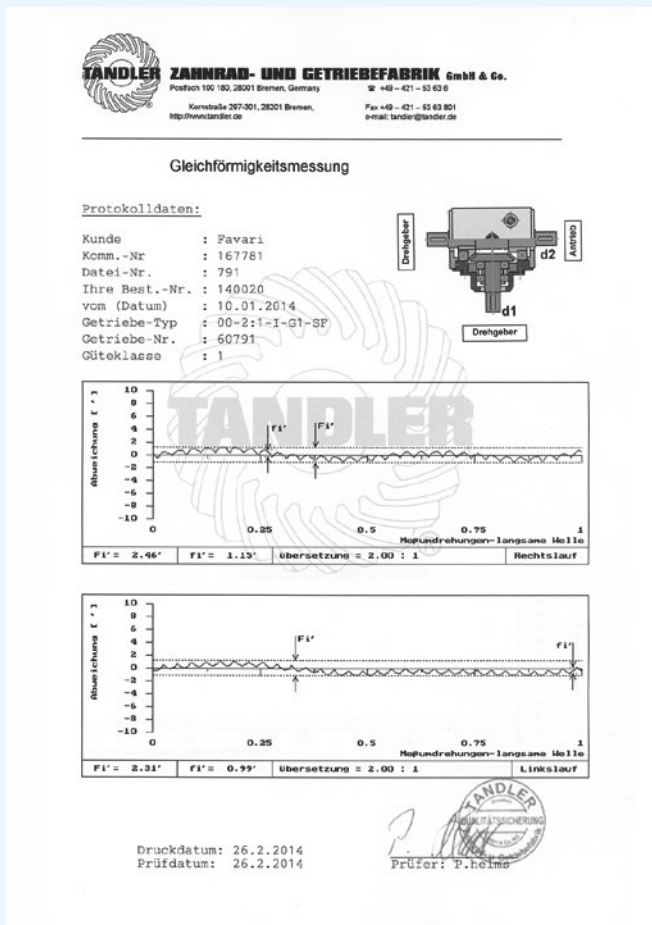 TANDLER ZAHNRAD- UND GETRIEBEFABRIK GmbH & Co.
Postfach 100 180, 28001 Bremen, Germany ☎ +49 – 421 – 53 63 6
Kornstraße 297-301, 28201 Bremen, Fax +49 – 421 – 53 63 801
http://www.tandler.de e-mail: tandler@tandler.de
Gleichförmigkeitsmessung
Protokolldaten:
Kunde : Favari
Komm.-Nr : 167781
Datei-Nr. : 791
Ihre Best.-Nr. : 140020
vom (Datum) : 10.01.2014
Getriebe-Typ : 00-2:1-I-G1-SF
Getriebe-Nr. : 60791
Güteklasse : 1
Drehgeber
Antrieb
d2
d1
Drehgeber
TANDLER
Abweichung [ ' ]
10
8
6
4
2
0
-2
-4
-6
-8
-10
fi' Fi'
0 0.25 0.5 0.75 1
Meßumdrehungen-langsame Welle
Fi'= 2.46' fi'= 1.15' Übersetzung = 2.00 : 1 Rechtslauf
Abweichung [ ' ]
10
8
6
4
2
0
-2
-4
-6
-8
-10
Fi' fi'
0 0.25 0.5 0.75 1
Meßumdrehungen-langsame Welle
Fi'= 2.31' fi'= 0.99' Übersetzung = 2.00 : 1 Linkslauf
TANDLER
QUALITÄTSSICHERUNG
Druckdatum: 26.2.2014
Prüfdatum: 26.2.2014 Prüfer: P.helms